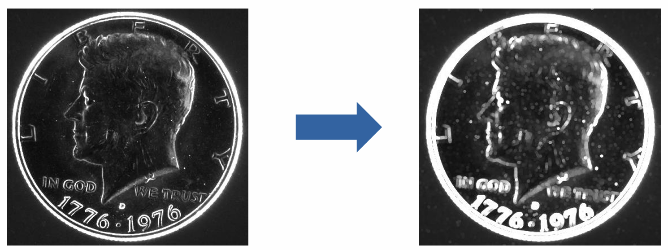 LIBERTY
IN GOD WE TRUST
D
1776 · 1976
LIBERTY
IN GOD WE TRUST
1776 · 1976